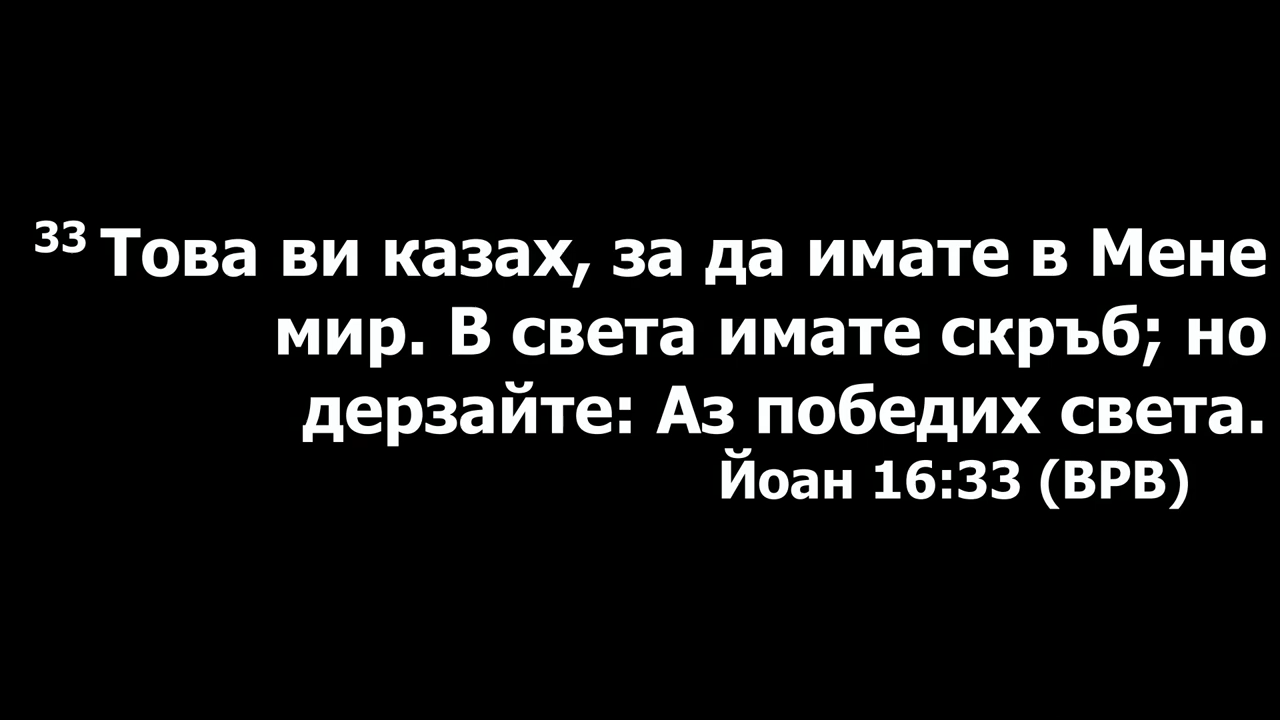 33 Това ви казах, за да имате в Мене
мир. В света имате скръб; но
дерзайте: Аз победих света.
Йоан 16:33 (ВРВ)